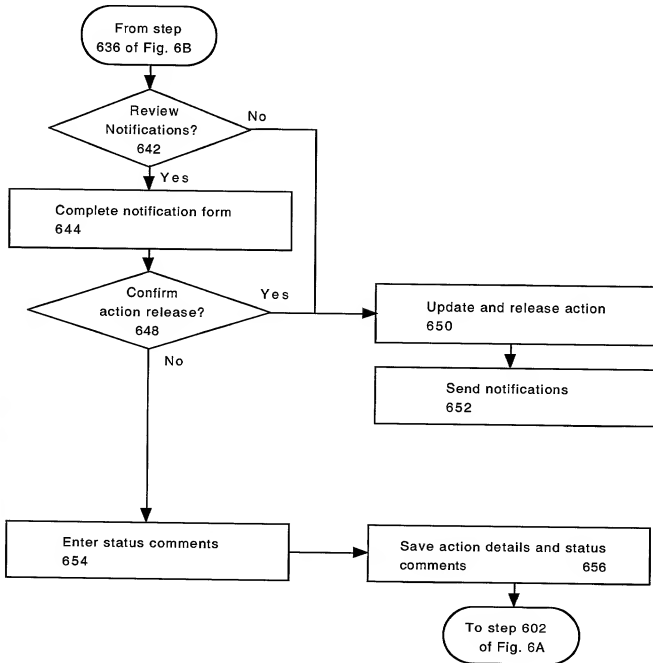 From step
636 of Fig. 6B
Review
Notifications?
642
No
Yes
Complete notification form
644
Confirm
action release?
648
Yes
No
Update and release action
650
Send notifications
652
Enter status comments
654
Save action details and status
comments 656
To step 602
of Fig. 6A